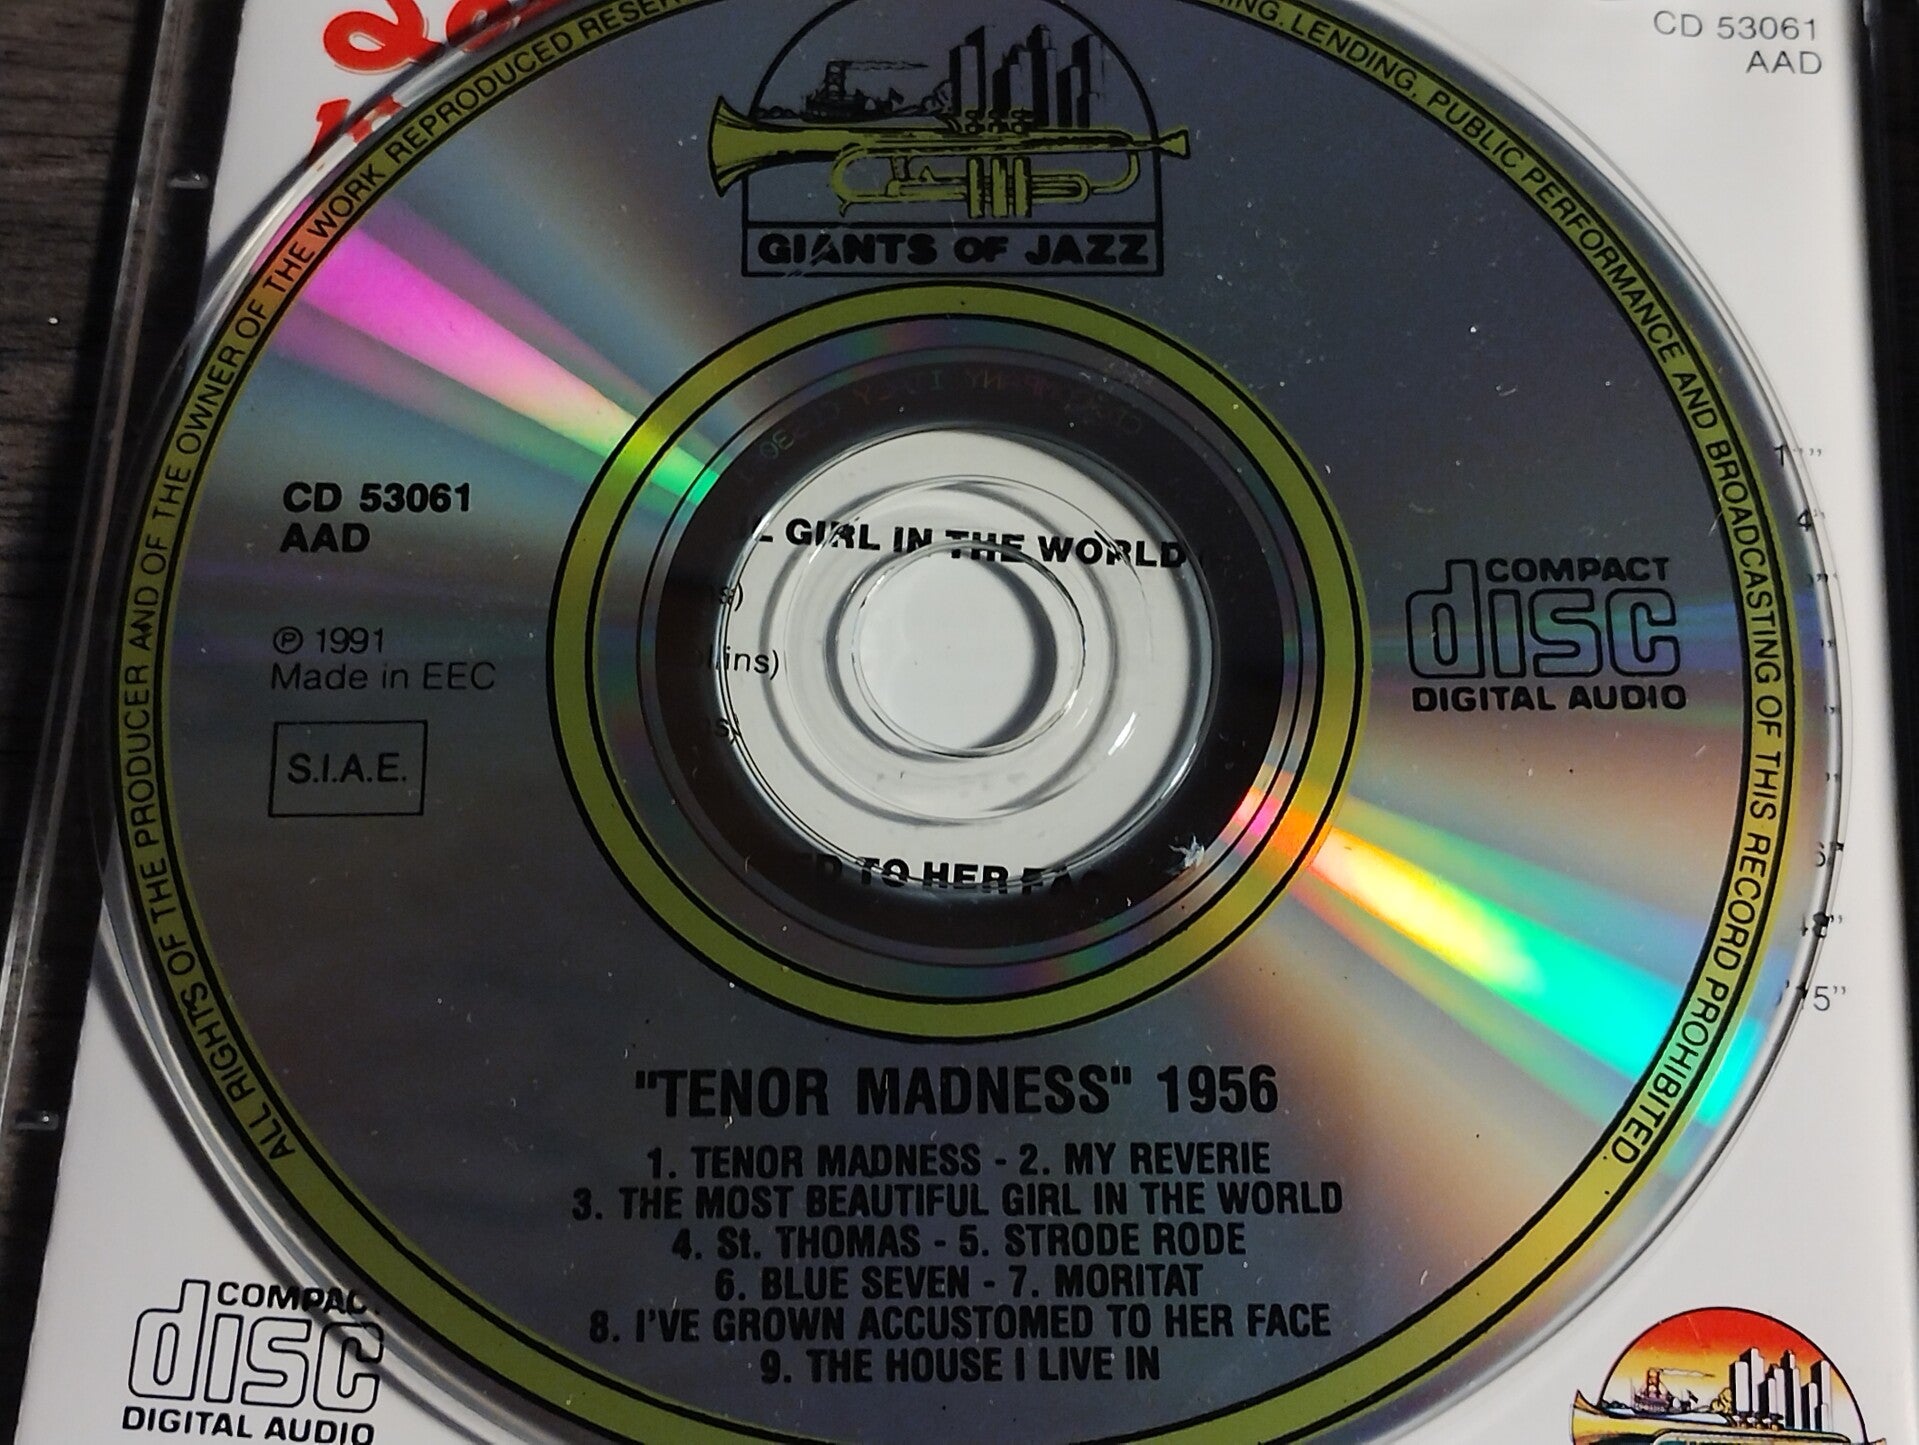 CD 53061
AAD
GIANTS OF JAZZ
ALL RIGHTS OF THE PRODUCER AND OF THE OWNER OF THE WORK REPRODUCED
LENDING, PUBLIC PERFORMANCE AND BROADCASTING OF THIS RECORD PROHIBITED
CD 53061
AAD
GIRL IN THE WORLD
COMPACT
disc
DIGITAL AUDIO
℗ 1991
Made in EEC
S.I.A.E.
TO HER
"TENOR MADNESS" 1956
1. TENOR MADNESS - 2. MY REVERIE
3. THE MOST BEAUTIFUL GIRL IN THE WORLD
4. St. THOMAS - 5. STRODE RODE
6. BLUE SEVEN - 7. MORITAT
8. I'VE GROWN ACCUSTOMED TO HER FACE
9. THE HOUSE I LIVE IN
COMPACT
disc
DIGITAL AUDIO